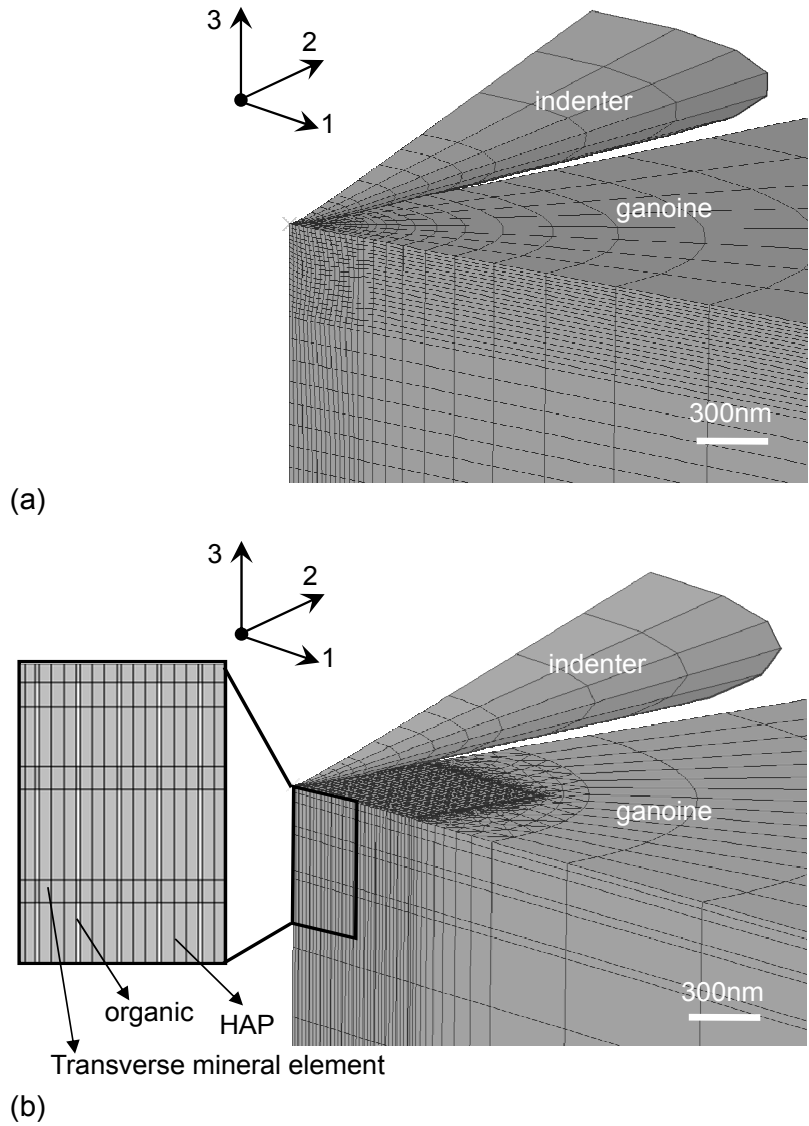 3
2
1
indenter
ganoine
300nm
(a)
3
2
1
indenter
ganoine
300nm
organic
HAP
Transverse mineral element
(b)